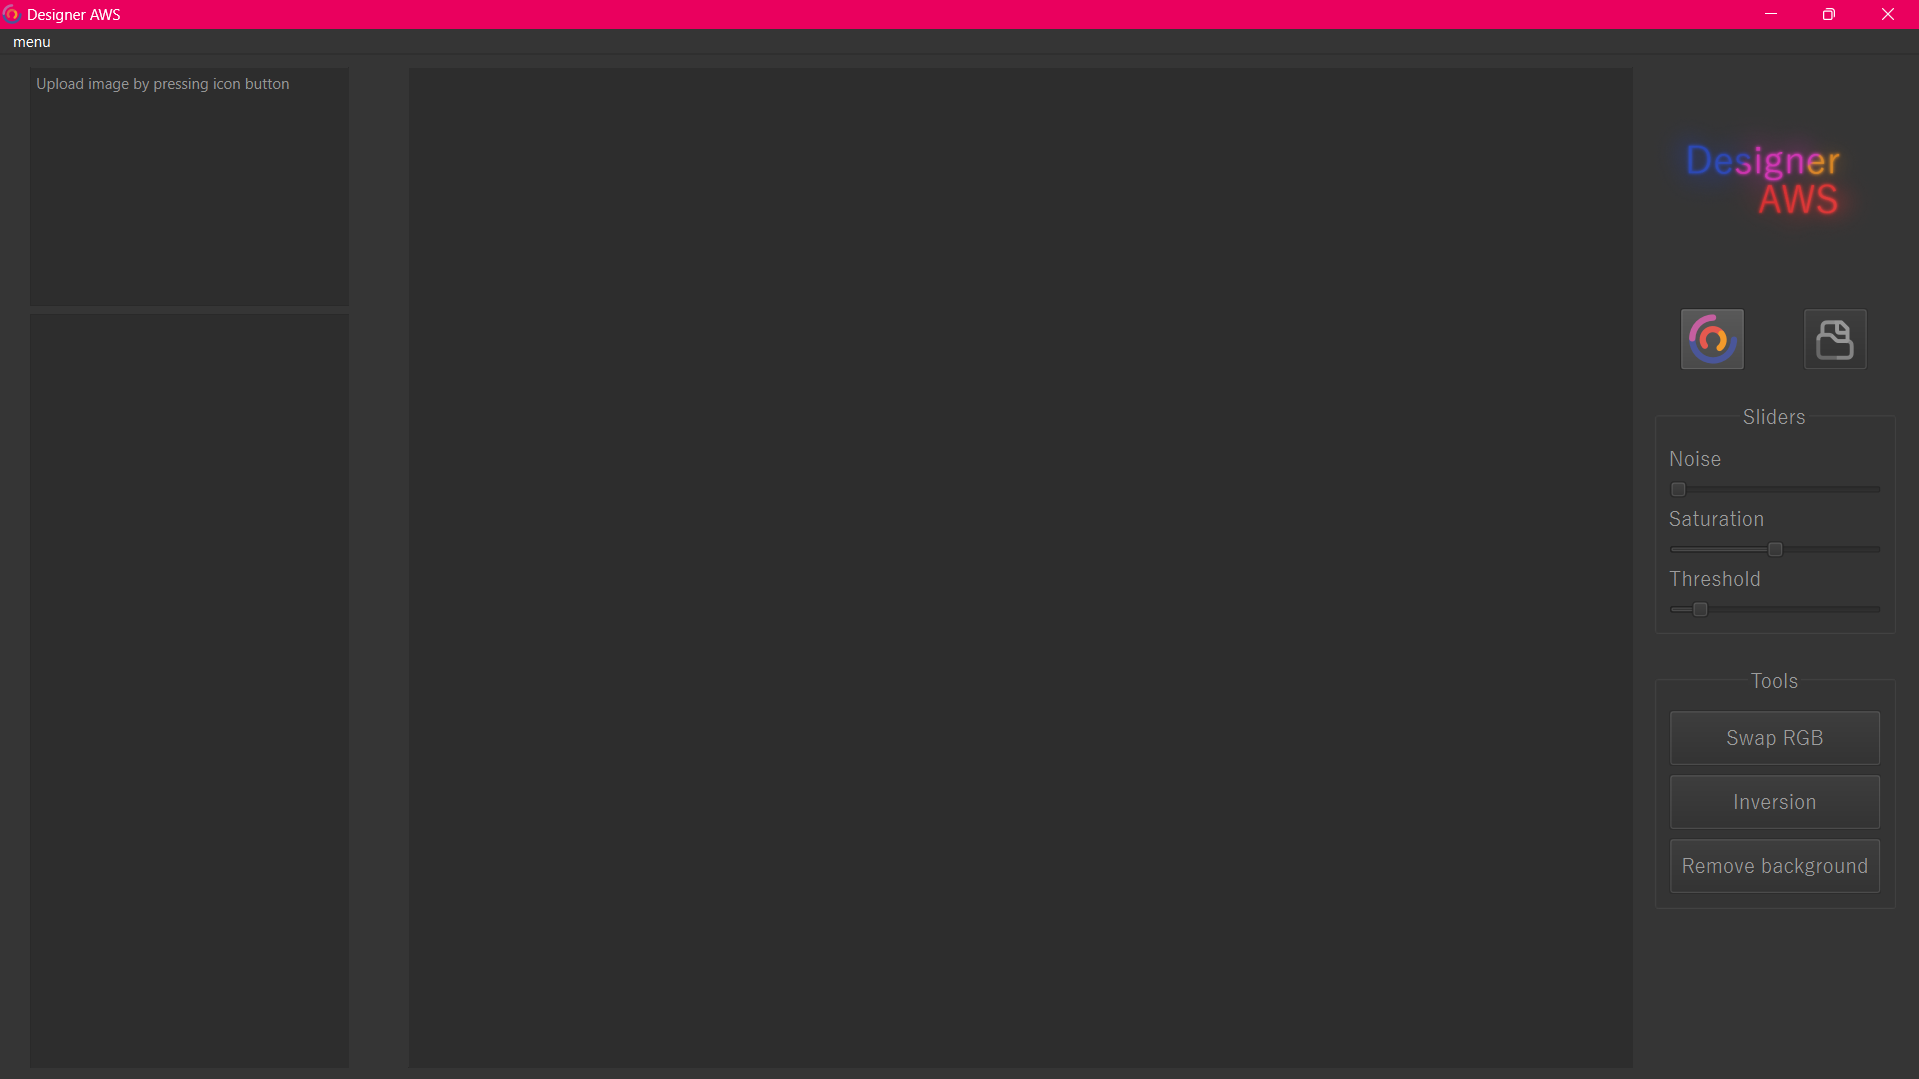 Designer AWS
menu
Upload image by pressing icon button
Designer
AWS
Sliders
Noise
Saturation
Threshold
Tools
Swap RGB
Inversion
Remove background